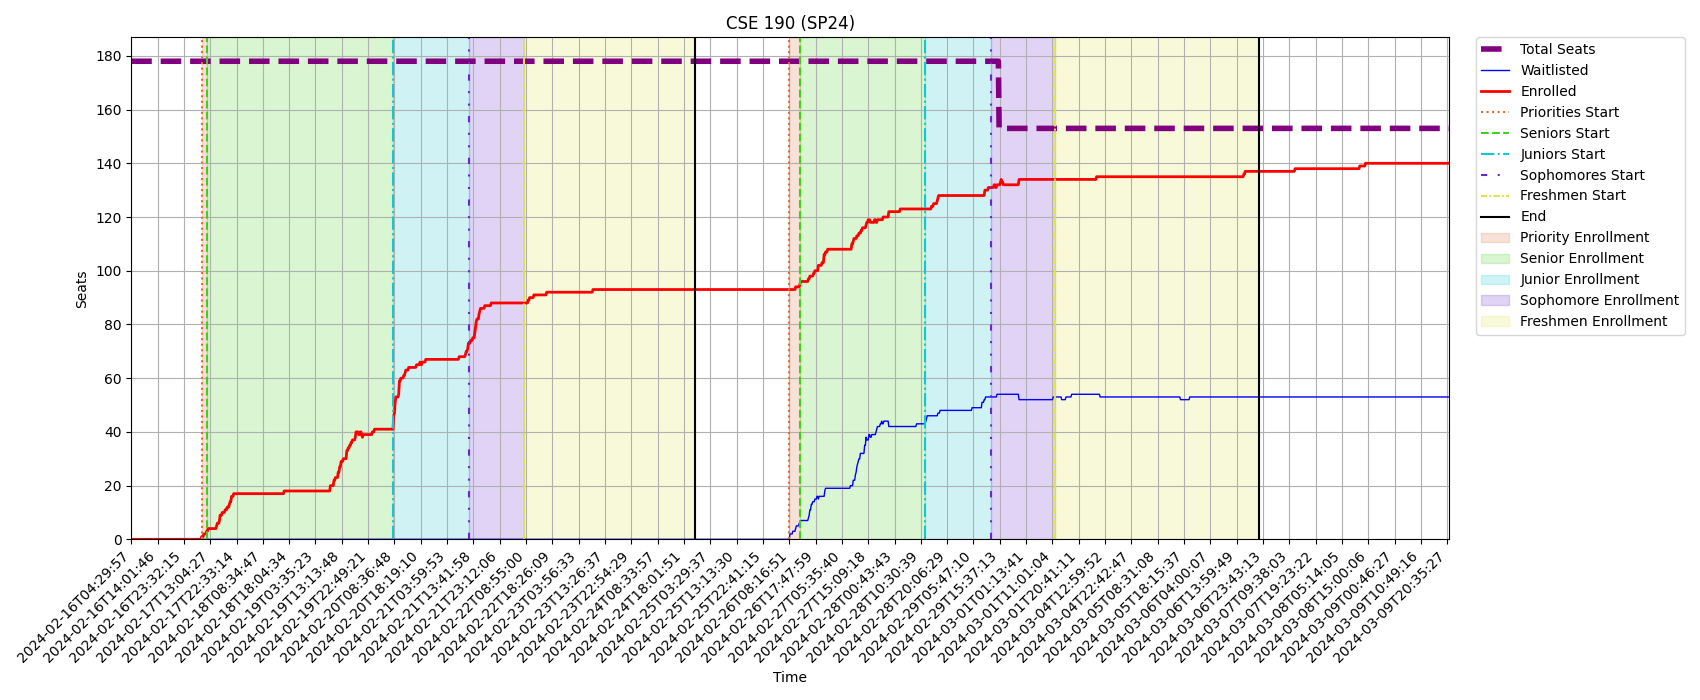 CSE 190 (SP24)
Seats
180
160
140
120
100
80
60
40
20
0
2024-02-16T04:29:57
2024-02-16T14:01:46
2024-02-16T23:32:15
2024-02-17T13:04:27
2024-02-17T22:33:14
2024-02-18T08:34:47
2024-02-18T18:04:34
2024-02-19T03:35:23
2024-02-19T13:13:48
2024-02-19T22:49:21
2024-02-20T08:36:48
2024-02-20T18:19:10
2024-02-21T03:59:53
2024-02-21T13:41:58
2024-02-21T23:12:06
2024-02-22T08:55:00
2024-02-22T18:26:09
2024-02-23T03:56:33
2024-02-23T13:26:37
2024-02-23T22:54:29
2024-02-24T08:33:57
2024-02-24T18:01:51
2024-02-25T03:29:37
2024-02-25T13:13:30
2024-02-25T22:41:15
2024-02-26T08:16:51
2024-02-26T17:47:59
2024-02-27T05:35:40
2024-02-27T15:09:18
2024-02-28T00:43:43
2024-02-28T10:30:39
2024-02-28T20:06:29
2024-02-29T05:47:10
2024-02-29T15:37:13
2024-03-01T01:13:41
2024-03-01T11:01:04
2024-03-01T20:41:11
2024-03-04T12:59:52
2024-03-04T22:42:47
2024-03-05T08:31:08
2024-03-05T18:15:37
2024-03-06T04:00:07
2024-03-06T13:59:49
2024-03-06T23:43:13
2024-03-07T09:38:03
2024-03-07T19:23:22
2024-03-08T05:14:05
2024-03-08T15:00:06
2024-03-09T00:46:27
2024-03-09T10:49:16
2024-03-09T20:35:27
Time
Total Seats
Waitlisted
Enrolled
Priorities Start
Seniors Start
Juniors Start
Sophomores Start
Freshmen Start
End
Priority Enrollment
Senior Enrollment
Junior Enrollment
Sophomore Enrollment
Freshmen Enrollment